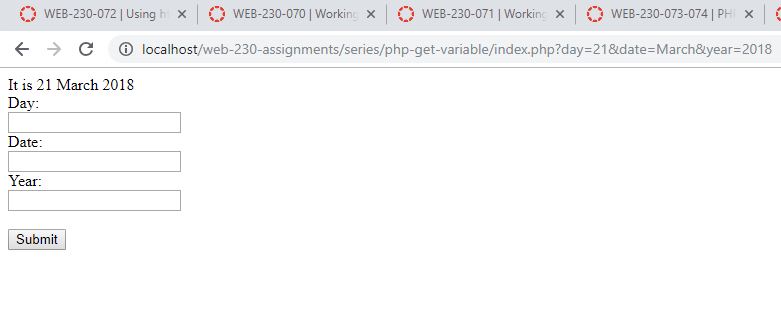 WEB-230-072 | Using h
WEB-230-070 | Working
WEB-230-071 | Working
WEB-230-073-074 | PH
localhost/web-230-assignments/series/php-get-variable/index.php?day=21&date=March&year=2018
It is 21 March 2018
Day:
Date:
Year:
Submit